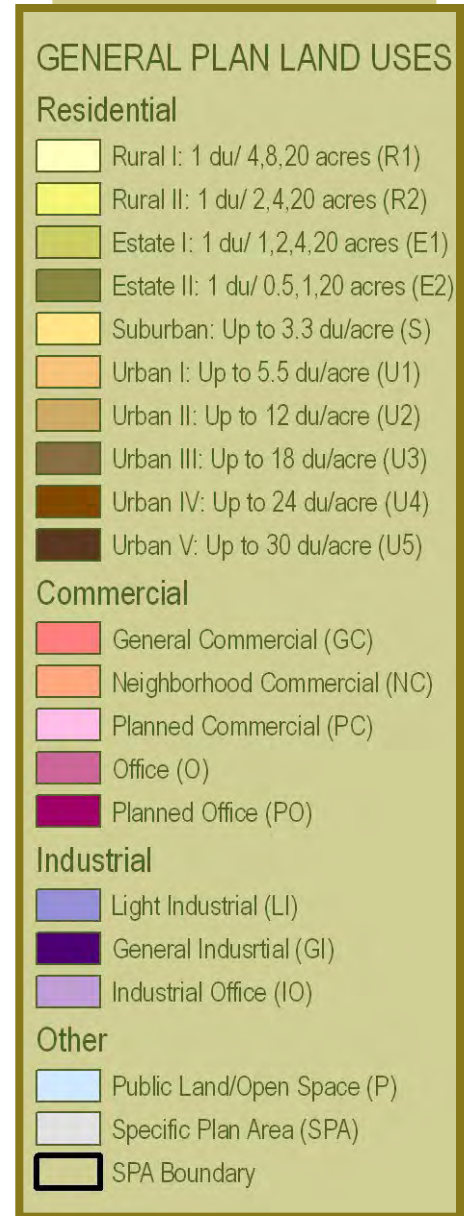 GENERAL PLAN LAND USES
Residential
Rural I: 1 du/ 4,8,20 acres (R1)
Rural II: 1 du/ 2,4,20 acres (R2)
Estate I: 1 du/ 1,2,4,20 acres (E1)
Estate II: 1 du/ 0.5,1,20 acres (E2)
Suburban: Up to 3.3 du/acre (S)
Urban I: Up to 5.5 du/acre (U1)
Urban II: Up to 12 du/acre (U2)
Urban III: Up to 18 du/acre (U3)
Urban IV: Up to 24 du/acre (U4)
Urban V: Up to 30 du/acre (U5)
Commercial
General Commercial (GC)
Neighborhood Commercial (NC)
Planned Commercial (PC)
Office (O)
Planned Office (PO)
Industrial
Light Industrial (LI)
General Indusrtial (GI)
Industrial Office (IO)
Other
Public Land/Open Space (P)
Specific Plan Area (SPA)
SPA Boundary